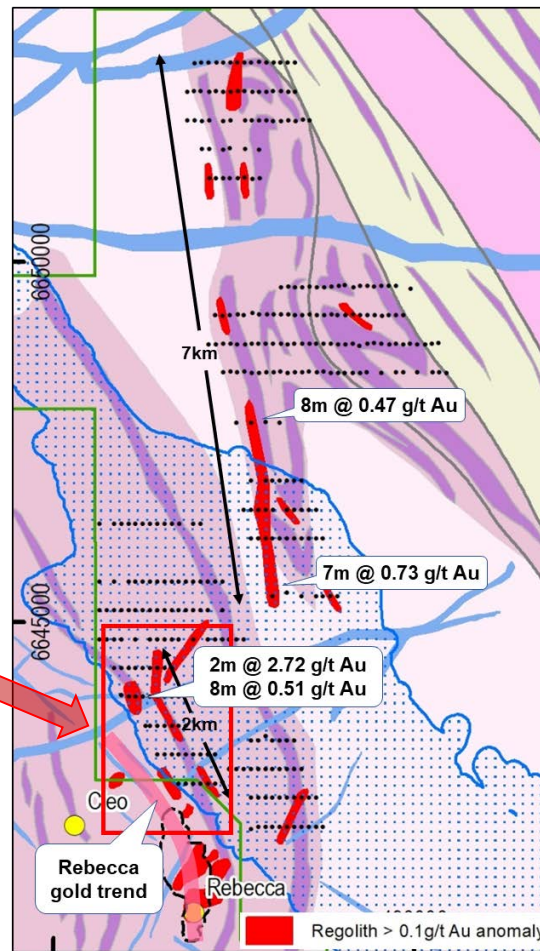 6650000
7km
8m @ 0.47 g/t Au
7m @ 0.73 g/t Au
6645000
2m @ 2.72 g/t Au
8m @ 0.51 g/t Au
2km
Cleo
Rebecca
gold trend
Rebecca
Regolith > 0.1g/t Au anomaly